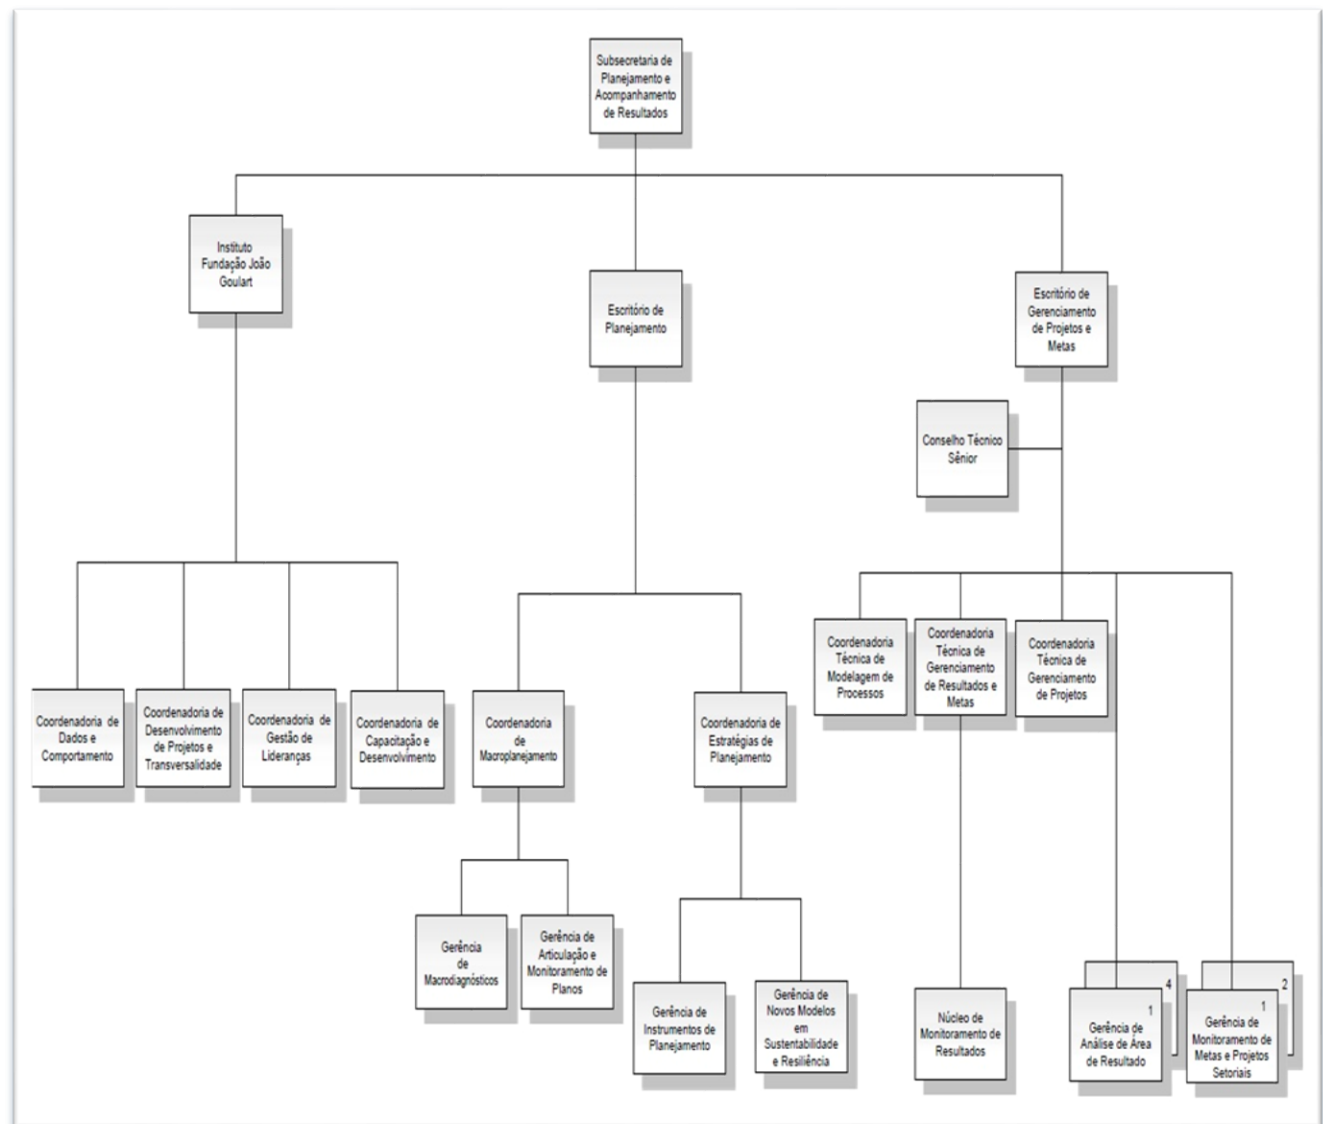 Subsecretaria de
Planejamento e
Acompanhamento
de Resultados
Instituto
Fundação João
Goulart
Escritório de
Planejamento
Escritório de
Gerenciamento
de Projetos e
Metas
Conselho Técnico
Sênior
Coordenadoria de
Dados e
Comportamento
Coordenadoria de
Desenvolvimento
de Projetos e
Transversalidade
Coordenadoria de
Gestão de
Lideranças
Coordenadoria de
Capacitação e
Desenvolvimento
Coordenadoria
de
Macroplanejamento
Coordenadoria de
Estratégias de
Planejamento
Coordenadoria
Técnica de
Modelagem de
Processos
Coordenadoria
Técnica de
Gerenciamento
de Resultados e
Metas
Coordenadoria
Técnica de
Gerenciamento
de Projetos
Gerência
de
Macrodiagnósticos
Gerência de
Articulação e
Monitoramento de
Planos
Gerência de
Instrumentos de
Planejamento
Gerência de
Novos Modelos
em
Sustentabilidade
e Resiliência
Núcleo de
Monitoramento de
Resultados
4
1
Gerência de
Análise de Área
de Resultado
2
1
Gerência de
Monitoramento de
Metas e Projetos
Setoriais